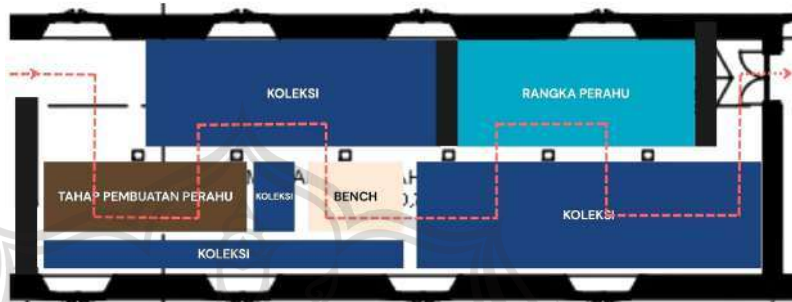 KOLEKSI
RANGKA PERAHU
TAHAP PEMBUATAN PERAHU
KOLEKSI
BENCH
KOLEKSI
KOLEKSI